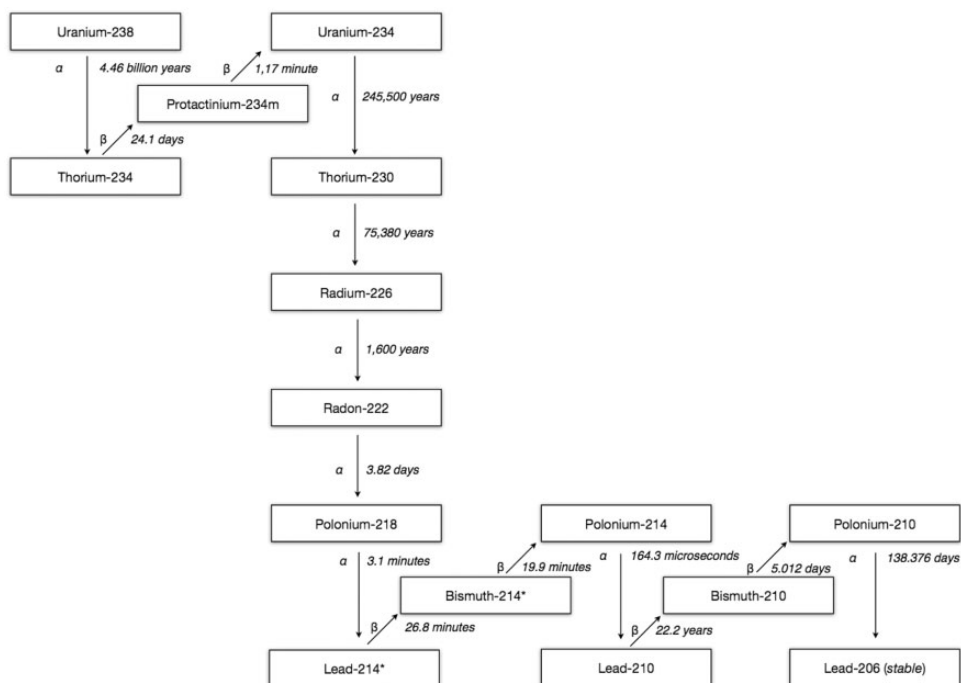 Uranium-238
Uranium-234
α 4.46 billion years
β 1,17 minute
Protactinium-234m
α 245,500 years
β 24.1 days
Thorium-234
Thorium-230
α 75,380 years
Radium-226
α 1,600 years
Radon-222
α 3.82 days
Polonium-218
Polonium-214
Polonium-210
α 3.1 minutes
β 19.9 minutes
α 164.3 microseconds
β 5.012 days
α 138.376 days
Bismuth-214*
Bismuth-210
β 26.8 minutes
β 22.2 years
Lead-214*
Lead-210
Lead-206 (stable)